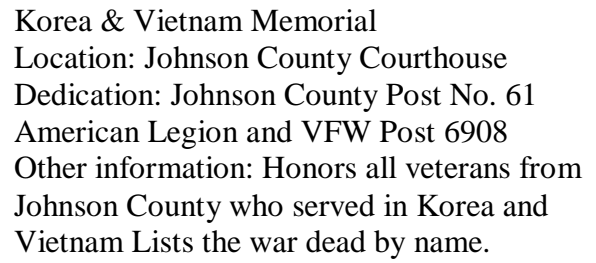 Korea & Vietnam Memorial
Location: Johnson County Courthouse
Dedication: Johnson County Post No. 61
American Legion and VFW Post 6908
Other information: Honors all veterans from
Johnson County who served in Korea and
Vietnam Lists the war dead by name.